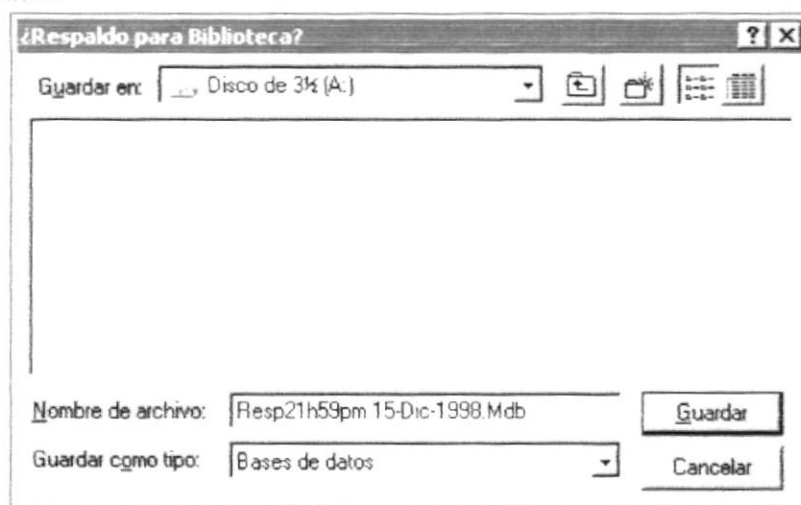 ¿Respaldo para Biblioteca?
Guardar en: Disco de 3½ (A:)
Nombre de archivo: Resp21h59pm 15-Dic-1998.Mdb Guardar
Guardar como tipo: Bases de datos Cancelar